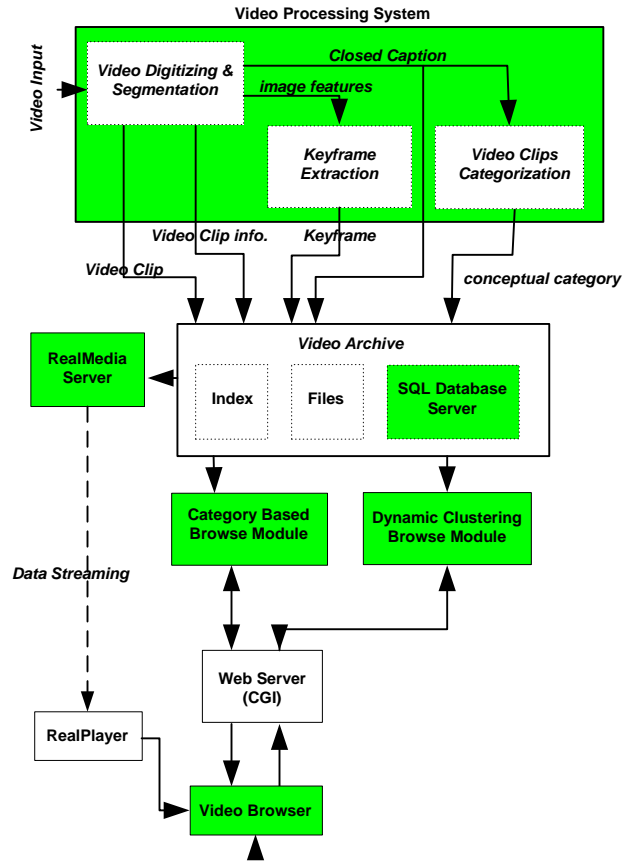 Video Processing System
Video Input
Video Digitizing &
Segmentation
Closed Caption
image features
Keyframe
Extraction
Video Clips
Categorization
Video Clip info.
Keyframe
Video Clip
conceptual category
Video Archive
RealMedia
Server
Index
Files
SQL Database
Server
Category Based
Browse Module
Dynamic Clustering
Browse Module
Data Streaming
Web Server
(CGI)
RealPlayer
Video Browser